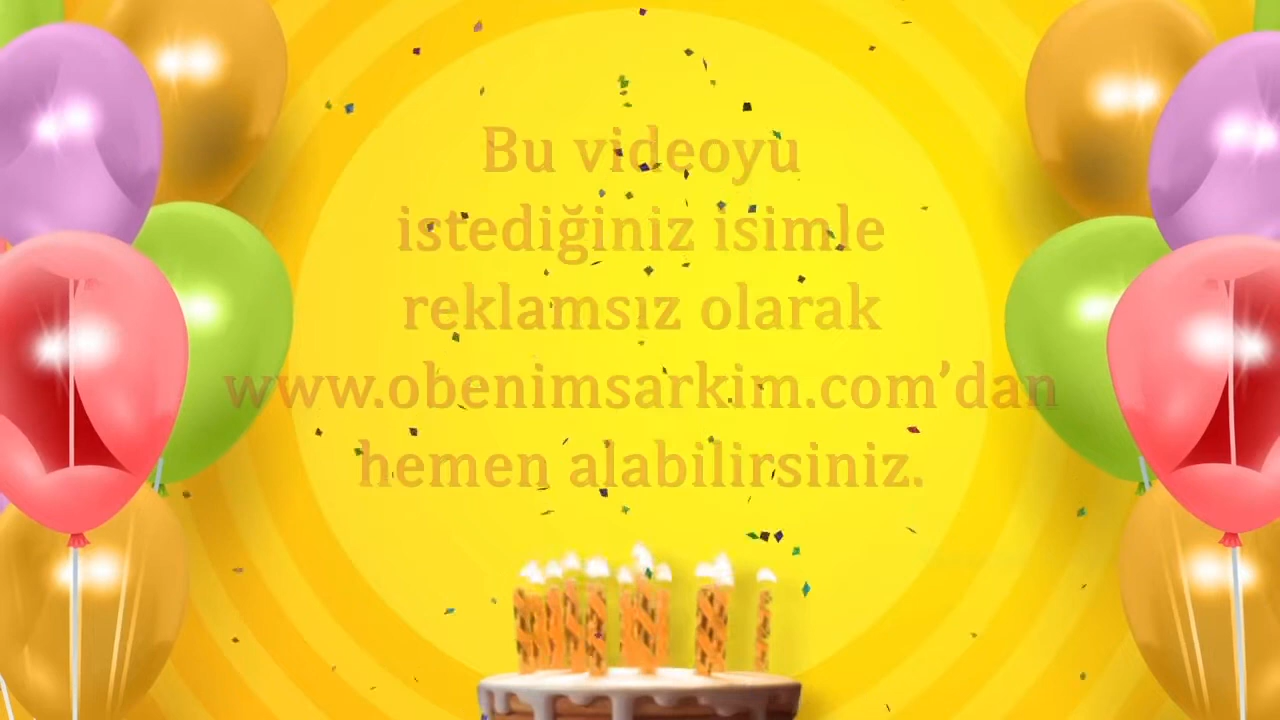 Bu videoyu
istediğiniz isimle
reklamsız olarak
www.obenimsarkim.com’dan
hemen alabilirsiniz.